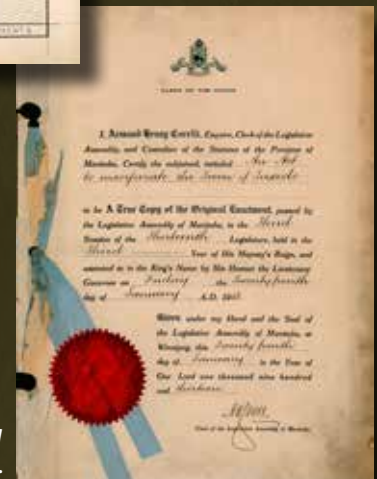 CLERK OF THE HOUSE
I, Armand Henry Corelli, Esquire, Clerk of the Legislative
Assembly, and Custodian of the Statutes of the Province of
Manitoba, Certify the subjoined, intituled An Act
to incorporate the Town of Tuxedo
to be A True Copy of the Original Enactment, passed by
the Legislative Assembly of Manitoba, in the Third
Session of the Thirteenth Legislature, held in the
Third Year of His Majesty's Reign, and
assented to in the King's Name by His Honour the Lieutenant
Governor on Friday the Twenty fourth
day of January A.D. 1913.
Given under my Hand and the Seal of
the Legislative Assembly of Manitoba, at
Winnipeg this Twenty fourth
day of January in the Year of
Our Lord one thousand nine hundred
and thirteen
Clerk of the Legislative Assembly of Manitoba.